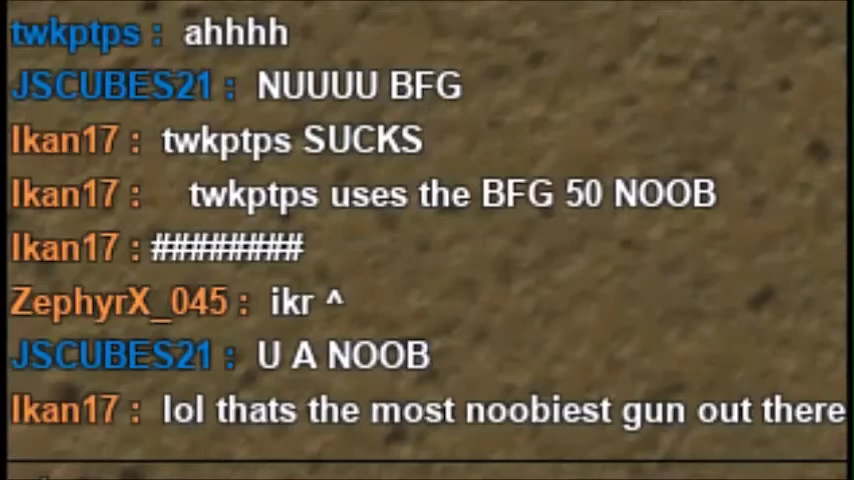 twkptps : ahhhh
JSCUBES21 : NUUUU BFG
Ikan17 : twkptps SUCKS
Ikan17 : twkptps uses the BFG 50 NOOB
Ikan17 : ########
ZephyrX_045 : ikr ^
JSCUBES21 : U A NOOB
Ikan17 : lol thats the most noobiest gun out there